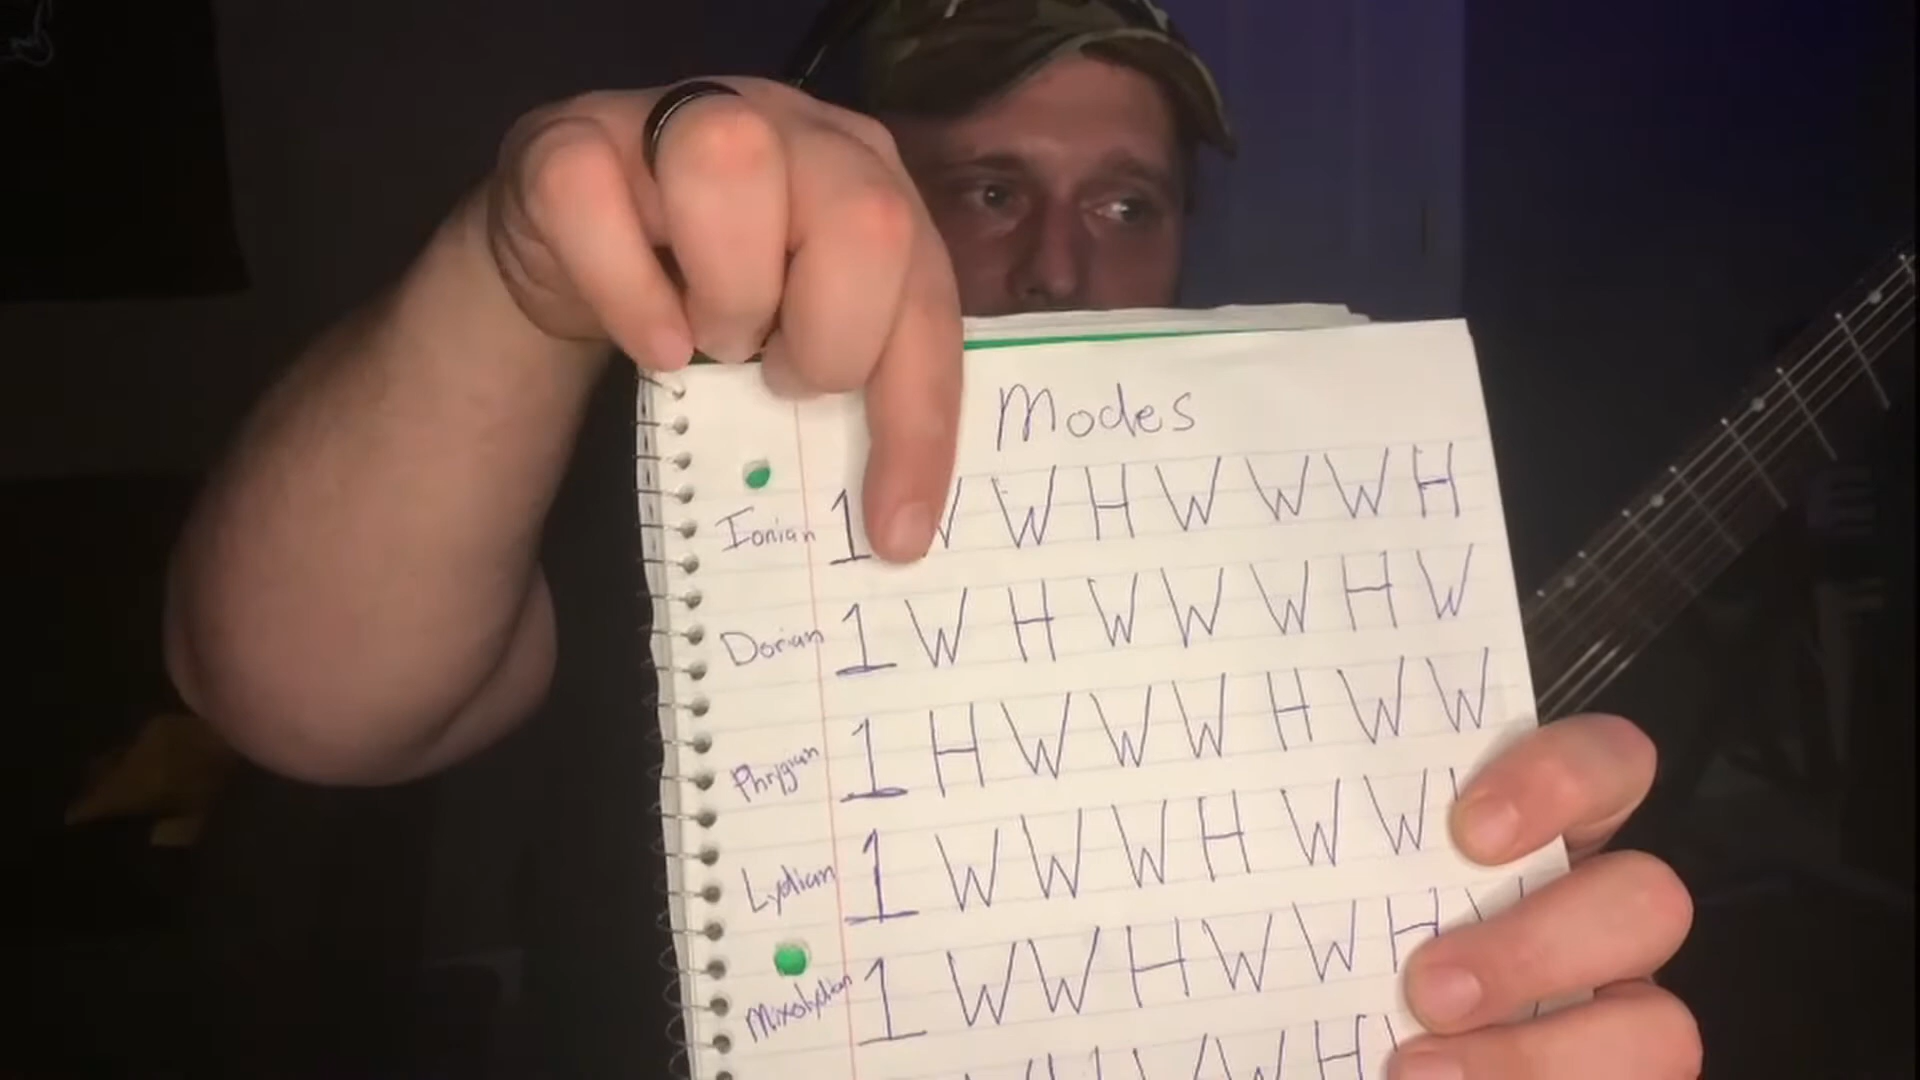 Modes
Ionian 1 W W H W W W H
Dorian 1 W H W W W H W
Phrygian 1 H W W W H W W
Lydian 1 W W W H W W
Mixolydian 1 W W H W W H
W H